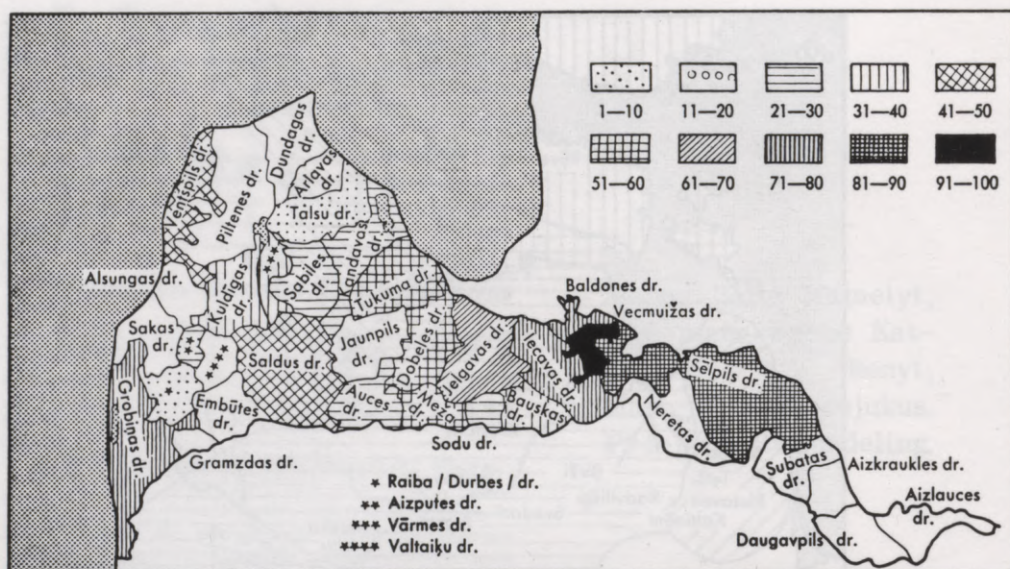 1—10 11—20 21—30 31—40 41—50
51—60 61—70 71—80 81—90 91—100
Ventspils dr.
Piltenes dr.
Dundagas dr.
Arlavas dr.
Talsu dr.
Kandavas dr.
Sabiles dr.
Kuldīgas dr.
Alsungas dr.
Tukuma dr.
Baldones dr.
Vecmuižas dr.
Sakas dr.
Saldus dr.
Jaunpils dr.
Dobeles dr.
Jelgavas dr.
Iecavas dr.
Sēlpils dr.
Grobiņas dr.
Embūtes dr.
Auces dr.
Mežo dr.
Bauskas dr.
Neretas dr.
Gramzdas dr.
Sodu dr.
Subatas dr.
Aizkraukles dr.
Aizlauces dr.
Daugavpils dr.
* Raiba / Durbes / dr.
** Aizputes dr.
*** Vārmes dr.
**** Valtaiķu dr.